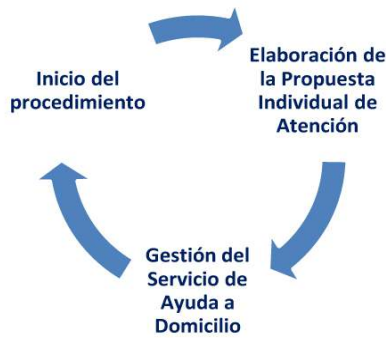 Inicio del
procedimiento
Elaboración de
la Propuesta
Individual de
Atención
Gestión del
Servicio de
Ayuda a
Domicilio